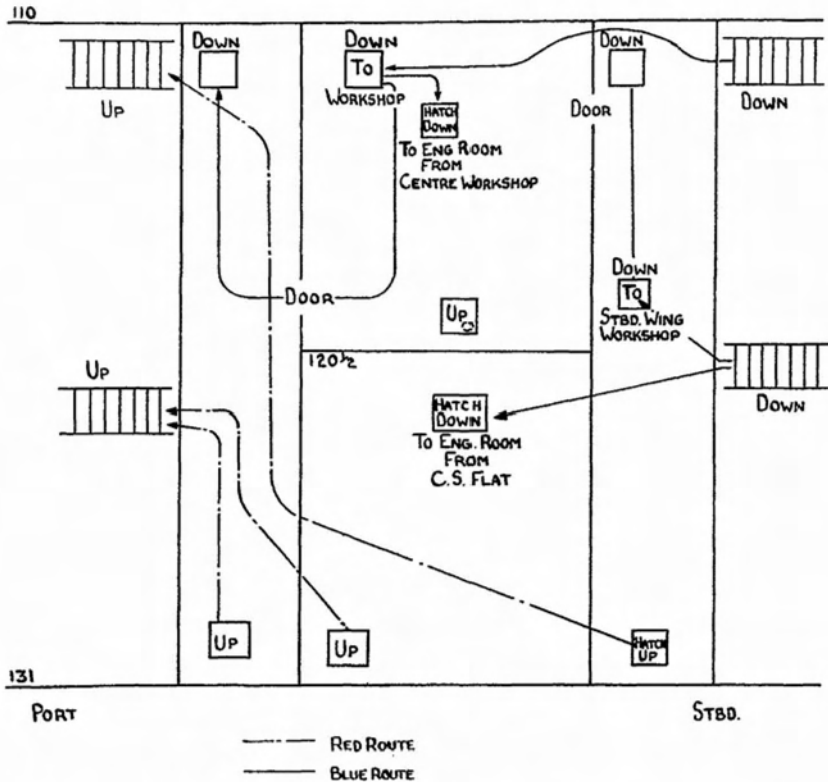 110
DOWN
DOWN
DOWN
TO
WORKSHOP
UP
HATCH
DOWN
DOOR
DOWN
TO ENG ROOM
FROM
CENTRE WORKSHOP
DOWN
TO
STBD. WING
WORKSHOP
DOOR
UP
120½
UP
DOWN
HATCH
DOWN
TO ENG. ROOM
FROM
C.S. FLAT
UP
UP
HATCH
UP
131
PORT
STBD.
RED ROUTE
BLUE ROUTE